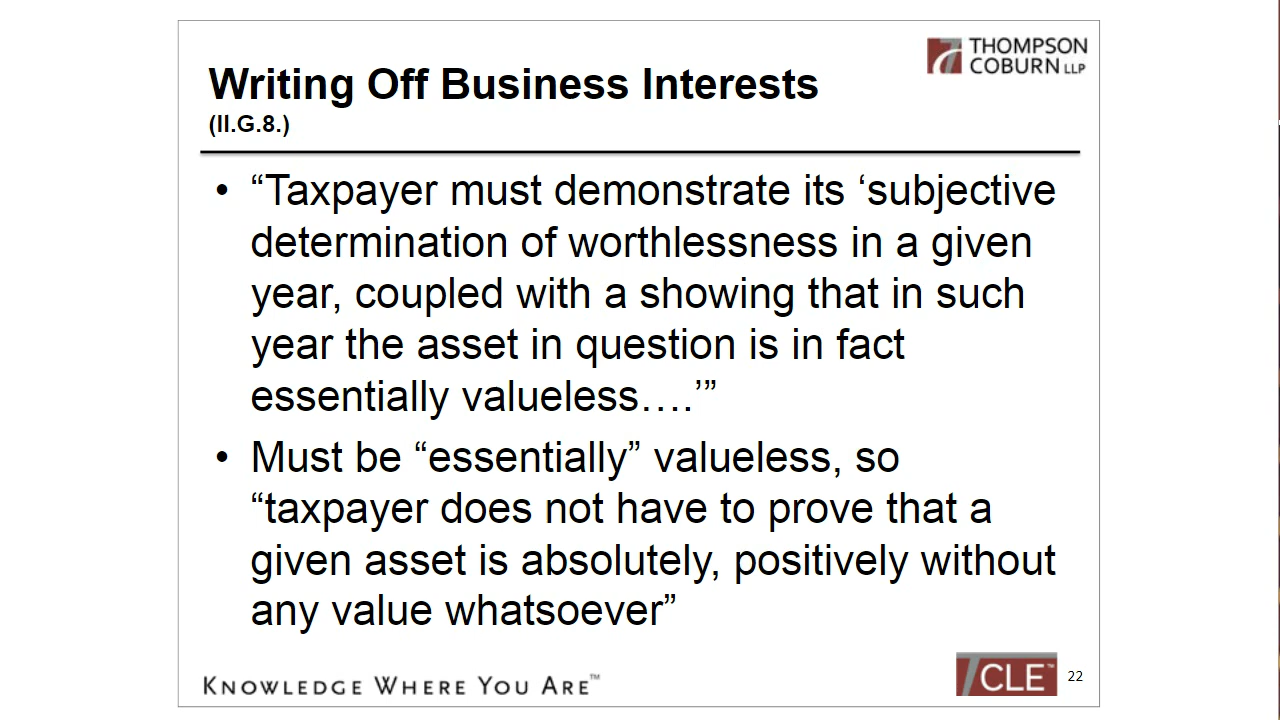 THOMPSON
COBURN LLP
Writing Off Business Interests
(II.G.8.)
• “Taxpayer must demonstrate its ‘subjective
determination of worthlessness in a given
year, coupled with a showing that in such
year the asset in question is in fact
essentially valueless….’”
• Must be “essentially” valueless, so
“taxpayer does not have to prove that a
given asset is absolutely, positively without
any value whatsoever”
KNOWLEDGE WHERE YOU ARE™
CLE™
22